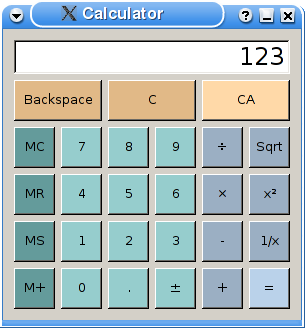 Calculator
123
Backspace C CA
MC 7 8 9 ÷ Sqrt
MR 4 5 6 × x²
MS 1 2 3 - 1/x
M+ 0 . ± + =